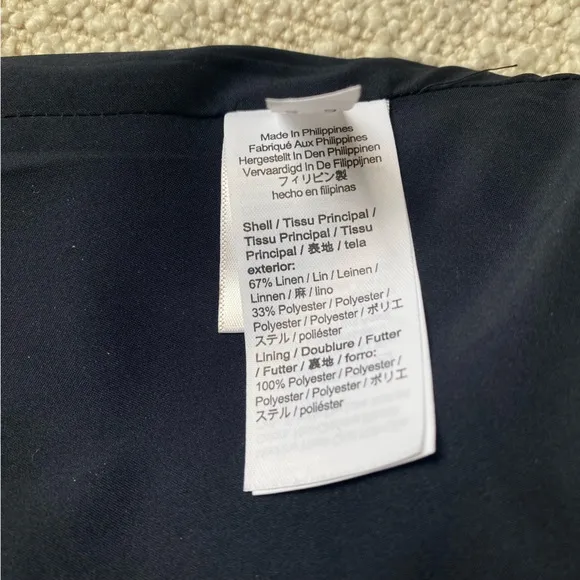 Made In Philippines
Fabriqué Aux Philippines
Hergestellt In Den Philippinen
Vervaardigd In De Filippijnen
フィリピン製
hecho en filipinas
Shell / Tissu Principal /
Tissu Principal / Tissu
Principal / 表地 / tela
exterior:
67% Linen / Lin / Leinen /
Linnen / 麻 / lino
33% Polyester / Polyester /
Polyester / Polyester / ポリエ
ステル / poliéster
Lining / Doublure / Futter
/ Futter / 裏地 / forro:
100% Polyester / Polyester /
Polyester / Polyester / ポリエ
ステル / poliéster